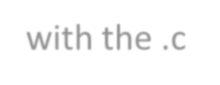 with the .c